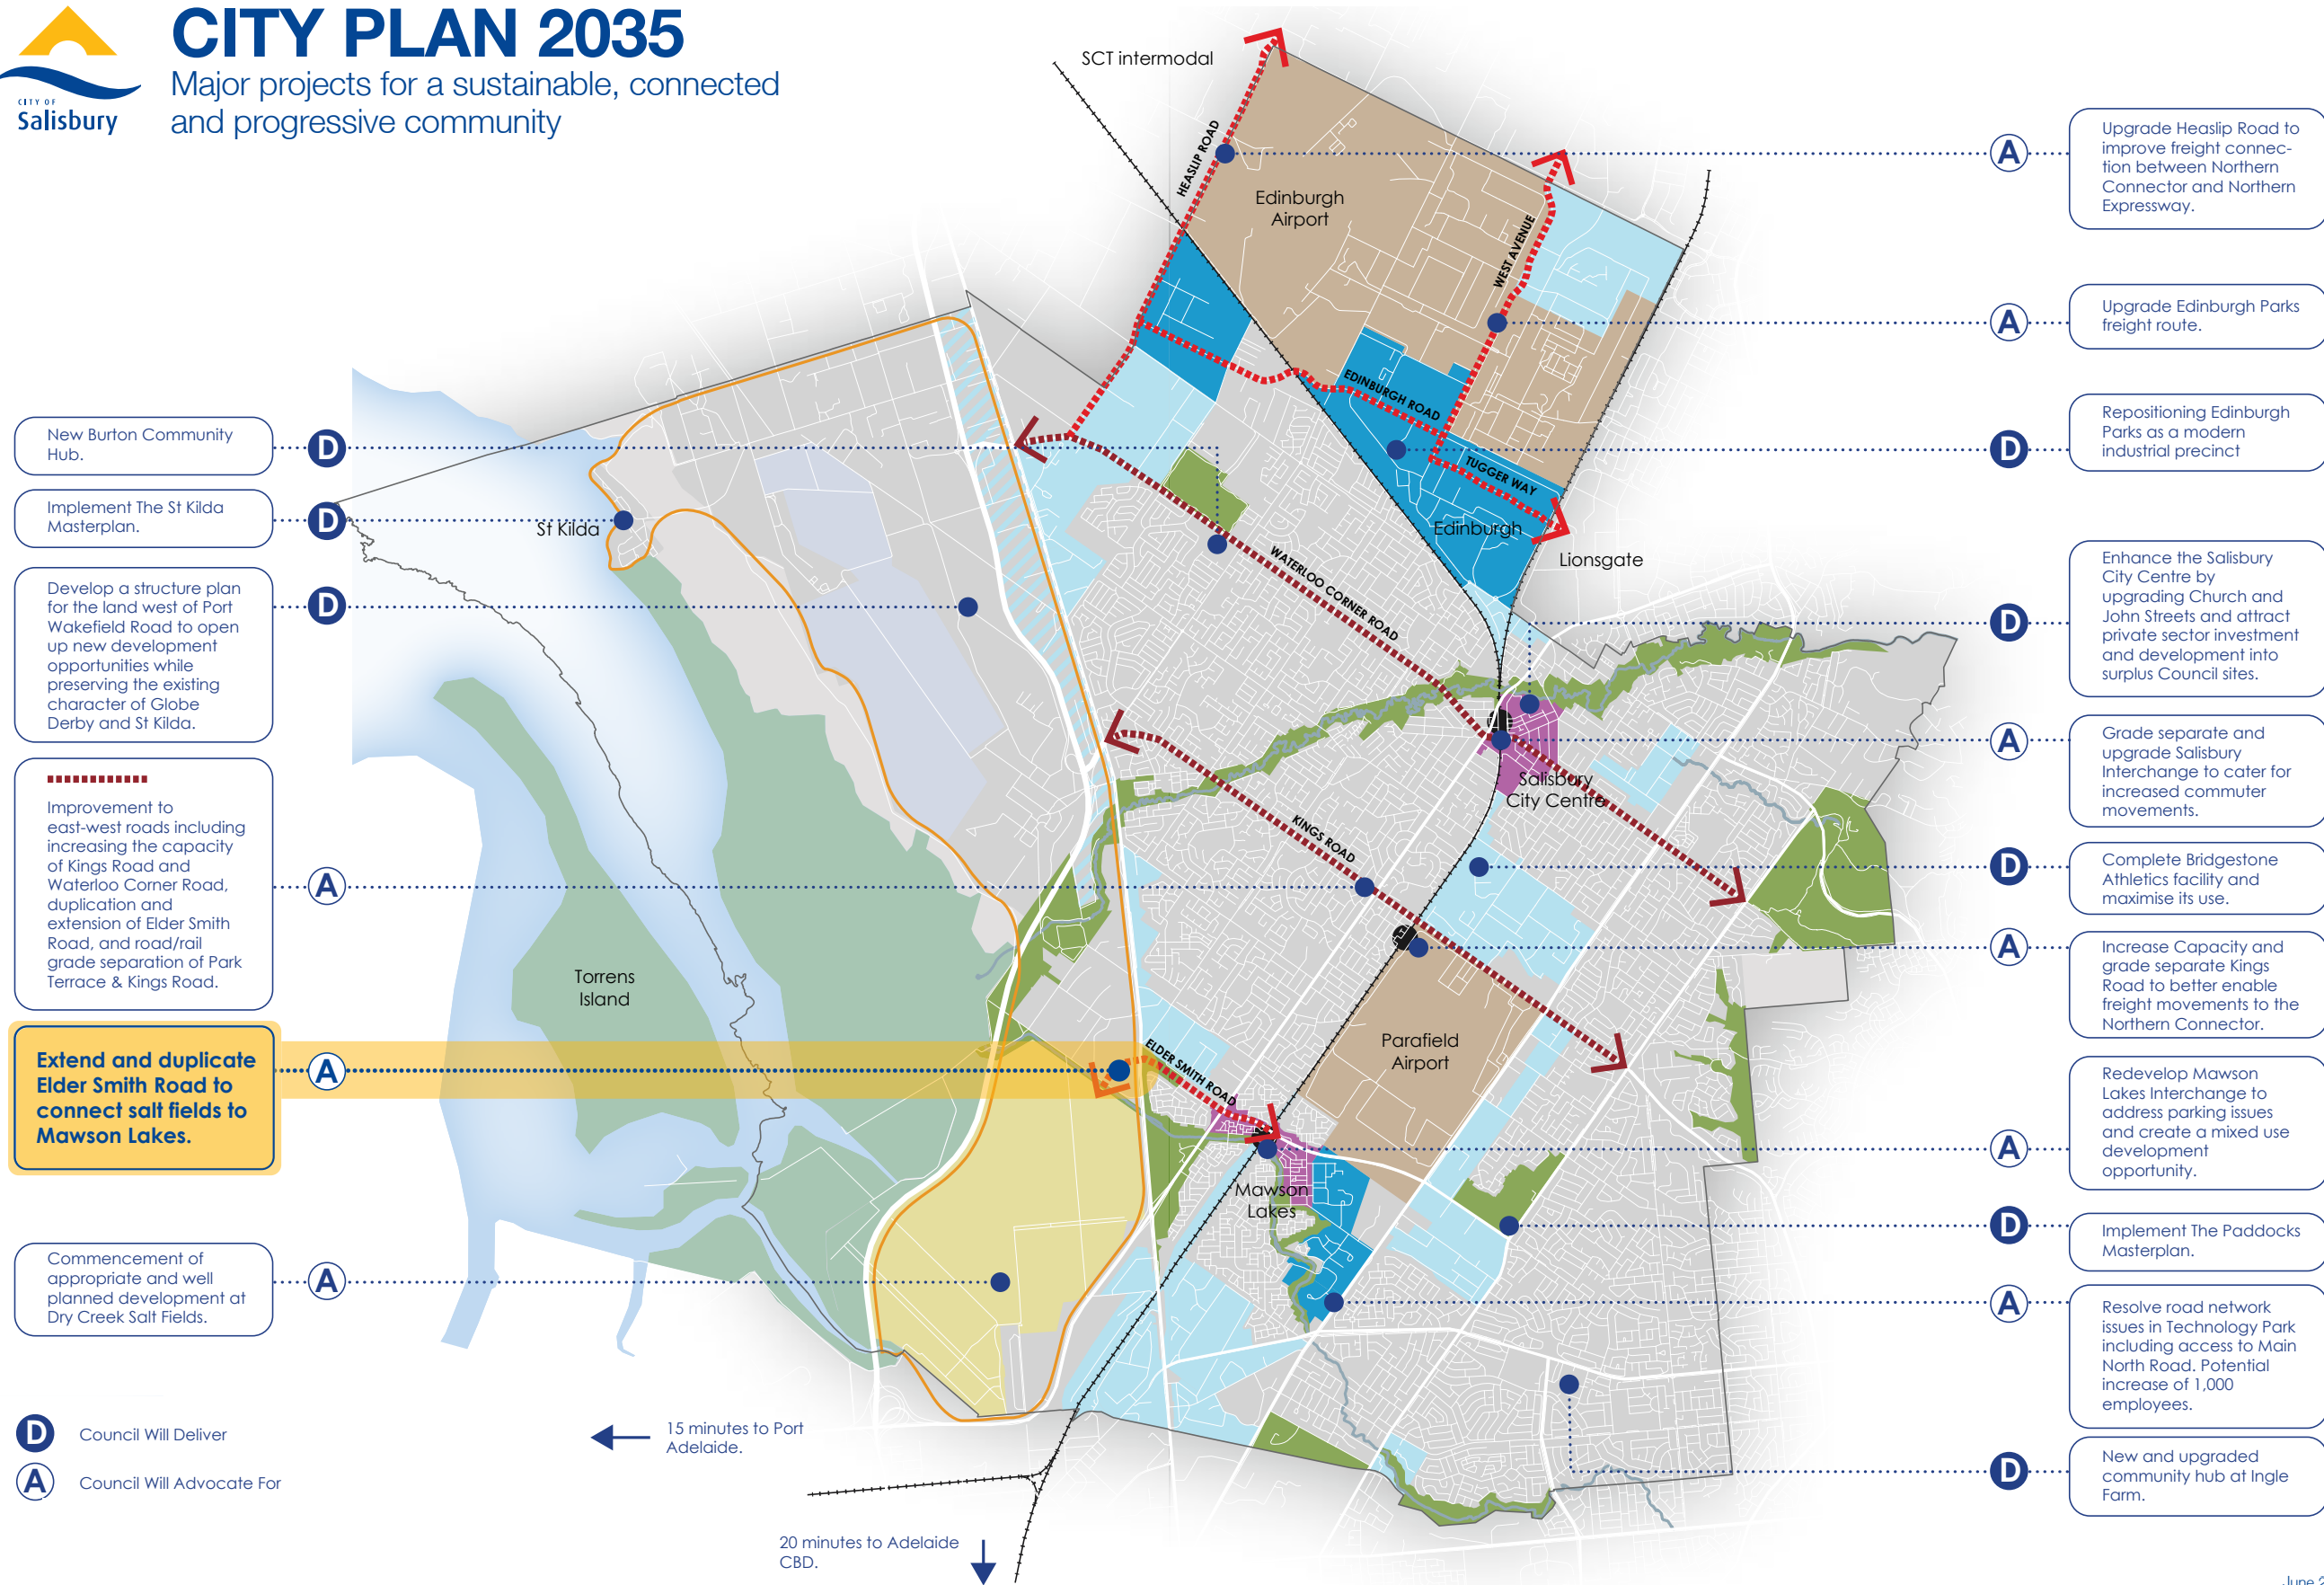 CITY OF
Salisbury
CITY PLAN 2035
Major projects for a sustainable, connected
and progressive community
New Burton Community
Hub.
D
Implement The St Kilda
Masterplan.
D
Develop a structure plan
for the land west of Port
Wakefield Road to open
up new development
opportunities while
preserving the existing
character of Globe
Derby and St Kilda.
D
Improvement to
east-west roads including
increasing the capacity
of Kings Road and
Waterloo Corner Road,
duplication and
extension of Elder Smith
Road, and road/rail
grade separation of Park
Terrace & Kings Road.
A
Extend and duplicate
Elder Smith Road to
connect salt fields to
Mawson Lakes.
A
Commencement of
appropriate and well
planned development at
Dry Creek Salt Fields.
A
D
Council Will Deliver
A
Council Will Advocate For
15 minutes to Port
Adelaide.
20 minutes to Adelaide
CBD.
SCT intermodal
HEASLIP ROAD
Edinburgh
Airport
WEST AVENUE
EDINBURGH ROAD
TUGGER WAY
Edinburgh
Lionsgate
St Kilda
WATERLOO CORNER ROAD
Salisbury
City Centre
KINGS ROAD
Torrens
Island
Parafield
Airport
ELDER SMITH ROAD
Mawson
Lakes
A
Upgrade Heaslip Road to
improve freight connec-
tion between Northern
Connector and Northern
Expressway.
A
Upgrade Edinburgh Parks
freight route.
D
Repositioning Edinburgh
Parks as a modern
industrial precinct
D
Enhance the Salisbury
City Centre by
upgrading Church and
John Streets and attract
private sector investment
and development into
surplus Council sites.
A
Grade separate and
upgrade Salisbury
Interchange to cater for
increased commuter
movements.
D
Complete Bridgestone
Athletics facility and
maximise its use.
A
Increase Capacity and
grade separate Kings
Road to better enable
freight movements to the
Northern Connector.
A
Redevelop Mawson
Lakes Interchange to
address parking issues
and create a mixed use
development
opportunity.
D
Implement The Paddocks
Masterplan.
A
Resolve road network
issues in Technology Park
including access to Main
North Road. Potential
increase of 1,000
employees.
D
New and upgraded
community hub at Ingle
Farm.
June